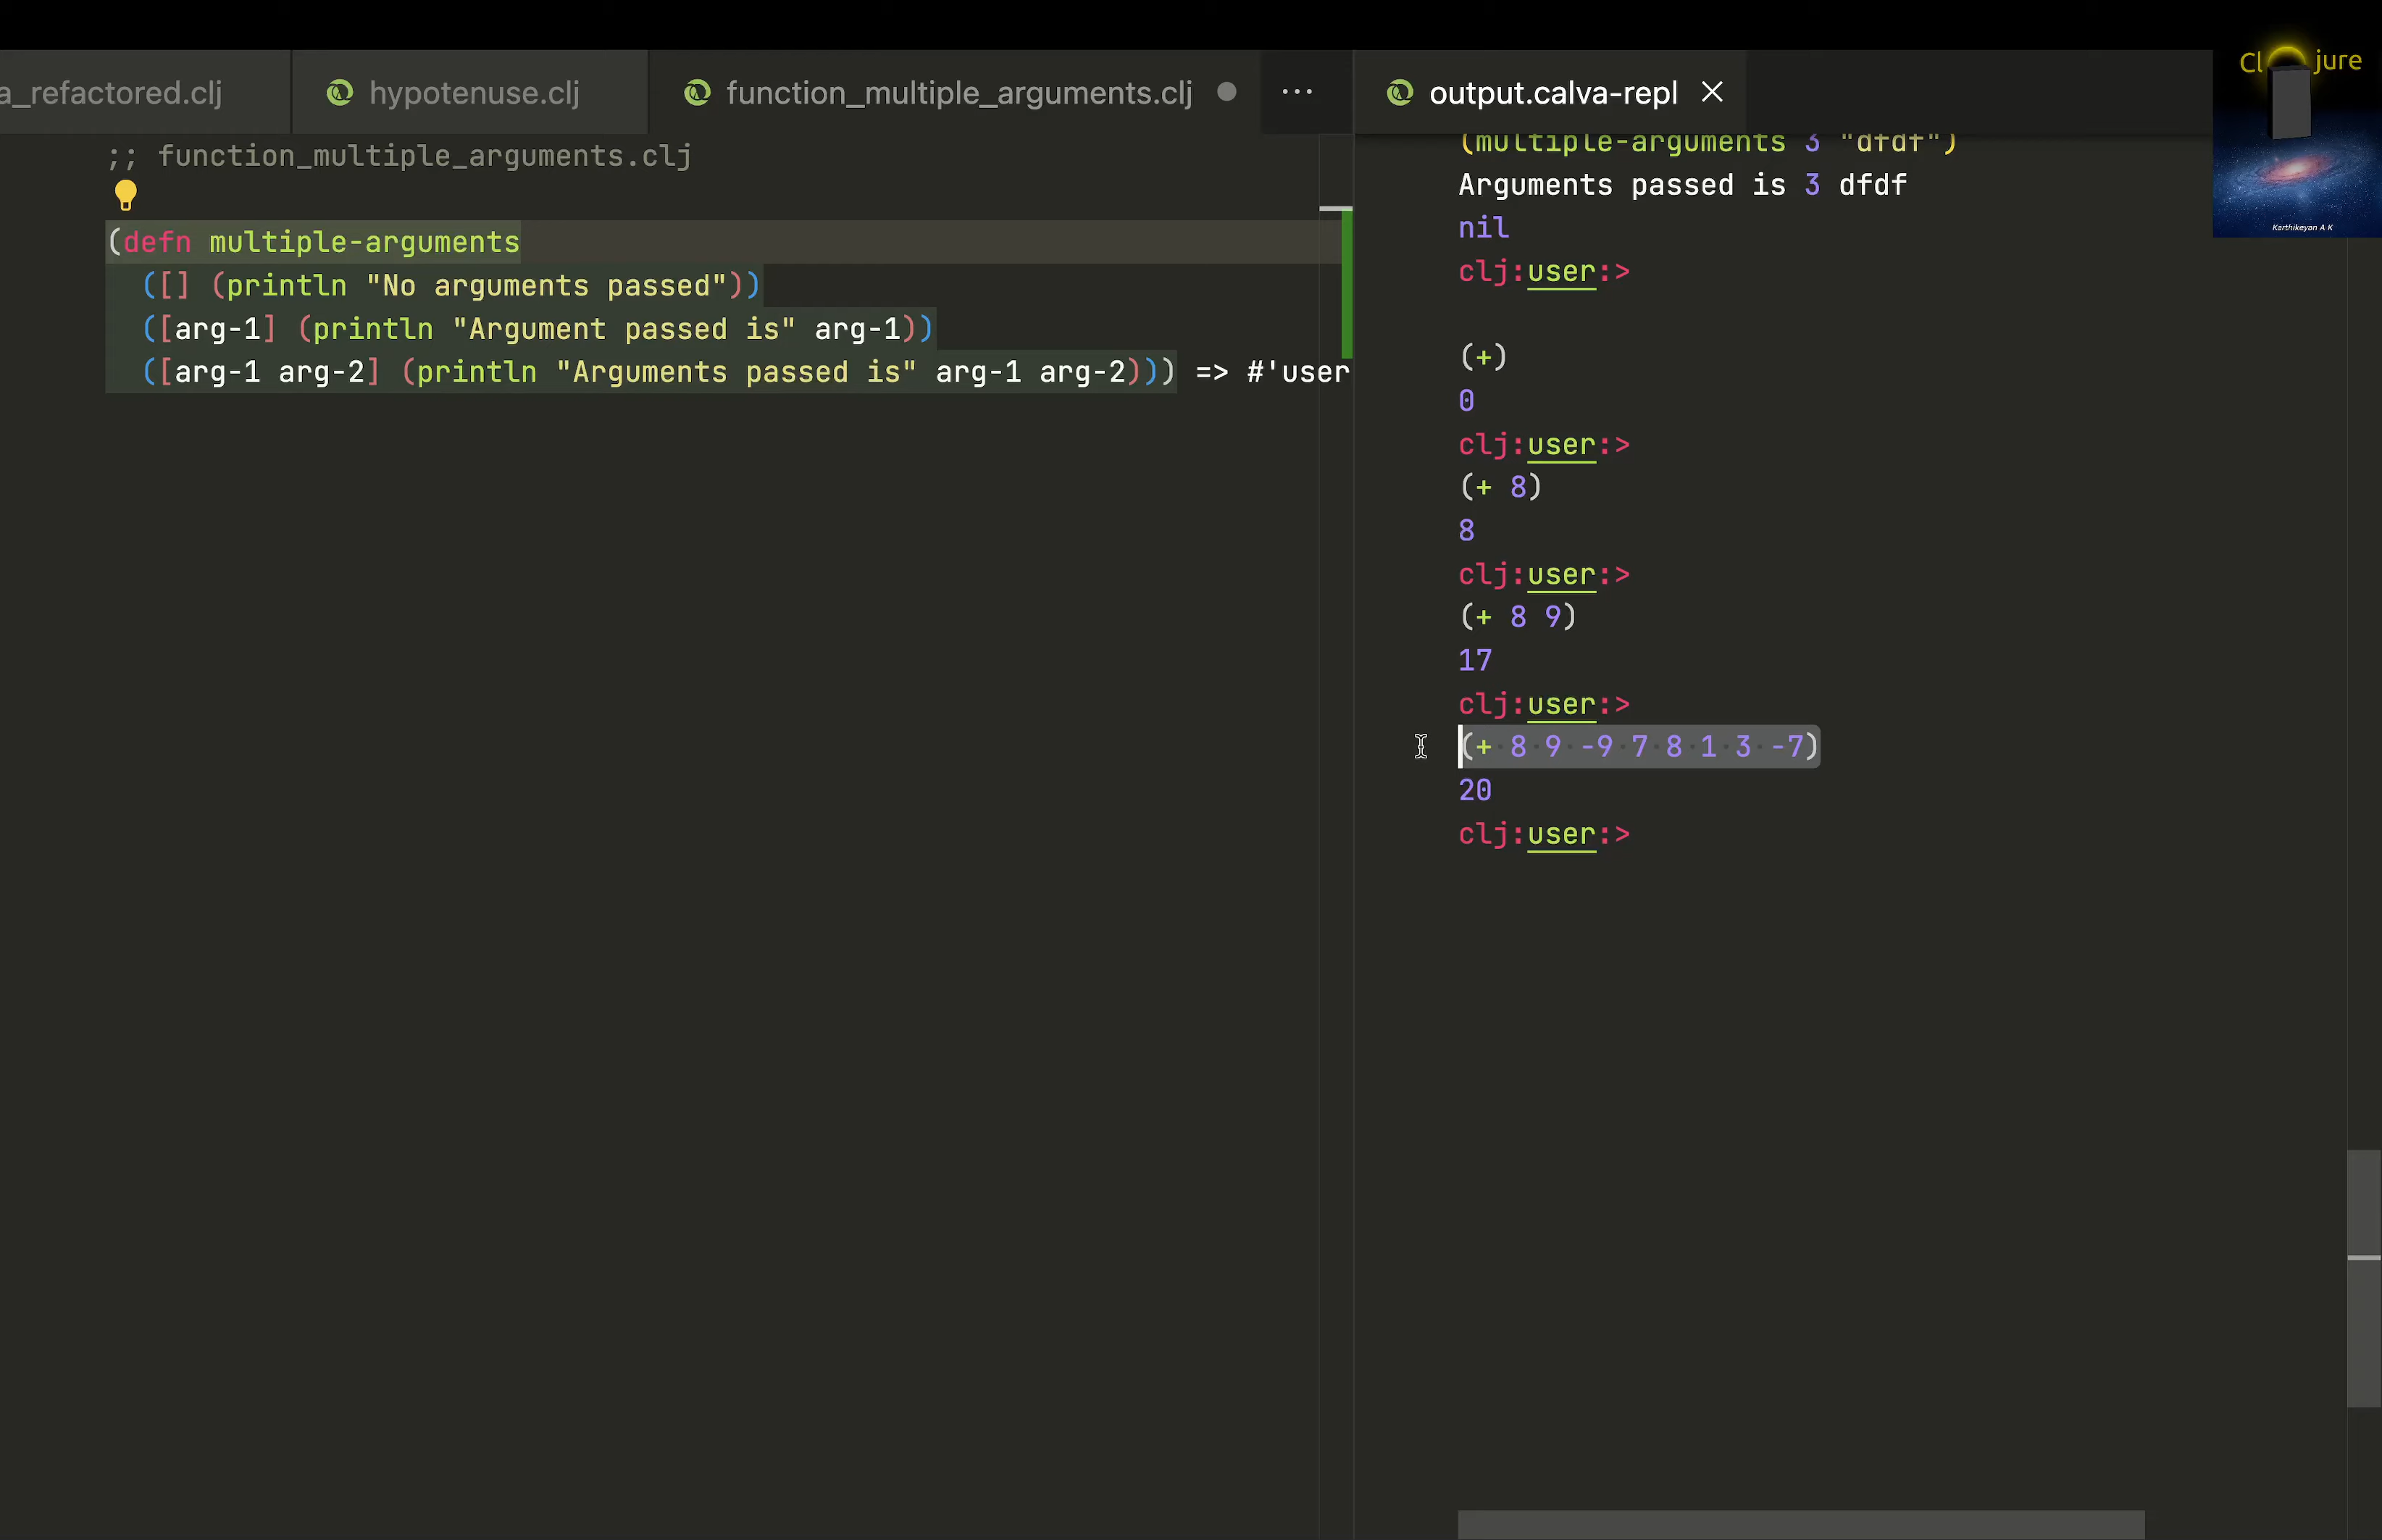 a_refactored.clj
hypotenuse.clj
function_multiple_arguments.clj
;; function_multiple_arguments.clj
(defn multiple-arguments
([] (println "No arguments passed"))
([arg-1] (println "Argument passed is" arg-1))
([arg-1 arg-2] (println "Arguments passed is" arg-1 arg-2))) => #'user
output.calva-repl
(multiple-arguments 3 "dfdf")
Arguments passed is 3 dfdf
nil
clj:user:>
(+)
0
clj:user:>
(+ 8)
8
clj:user:>
(+ 8 9)
17
clj:user:>
(+ 8 9 -9 7 8 1 3 -7)
20
clj:user:>
Cl jure
Karthikeyan A K